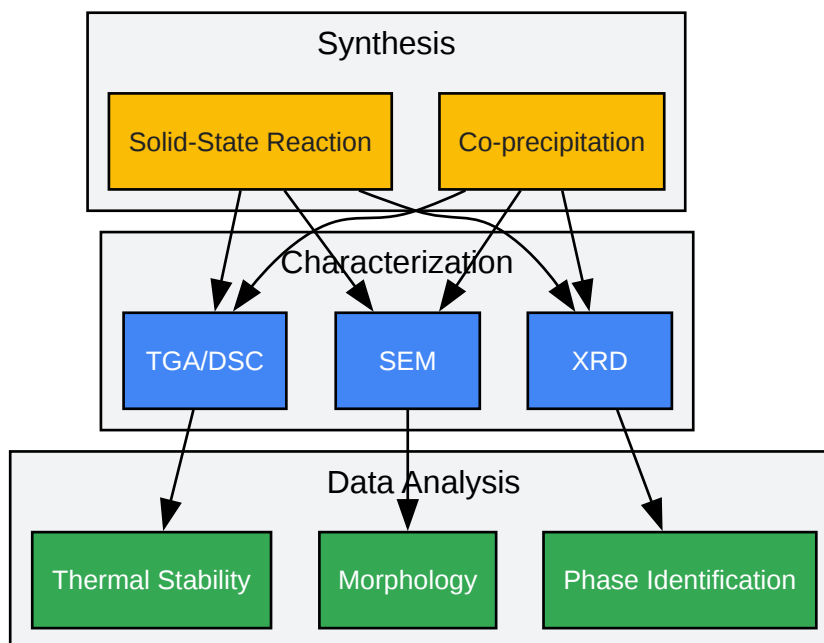 Synthesis
Solid-State Reaction
Co-precipitation
Characterization
TGA/DSC
SEM
XRD
Data Analysis
Thermal Stability
Morphology
Phase Identification